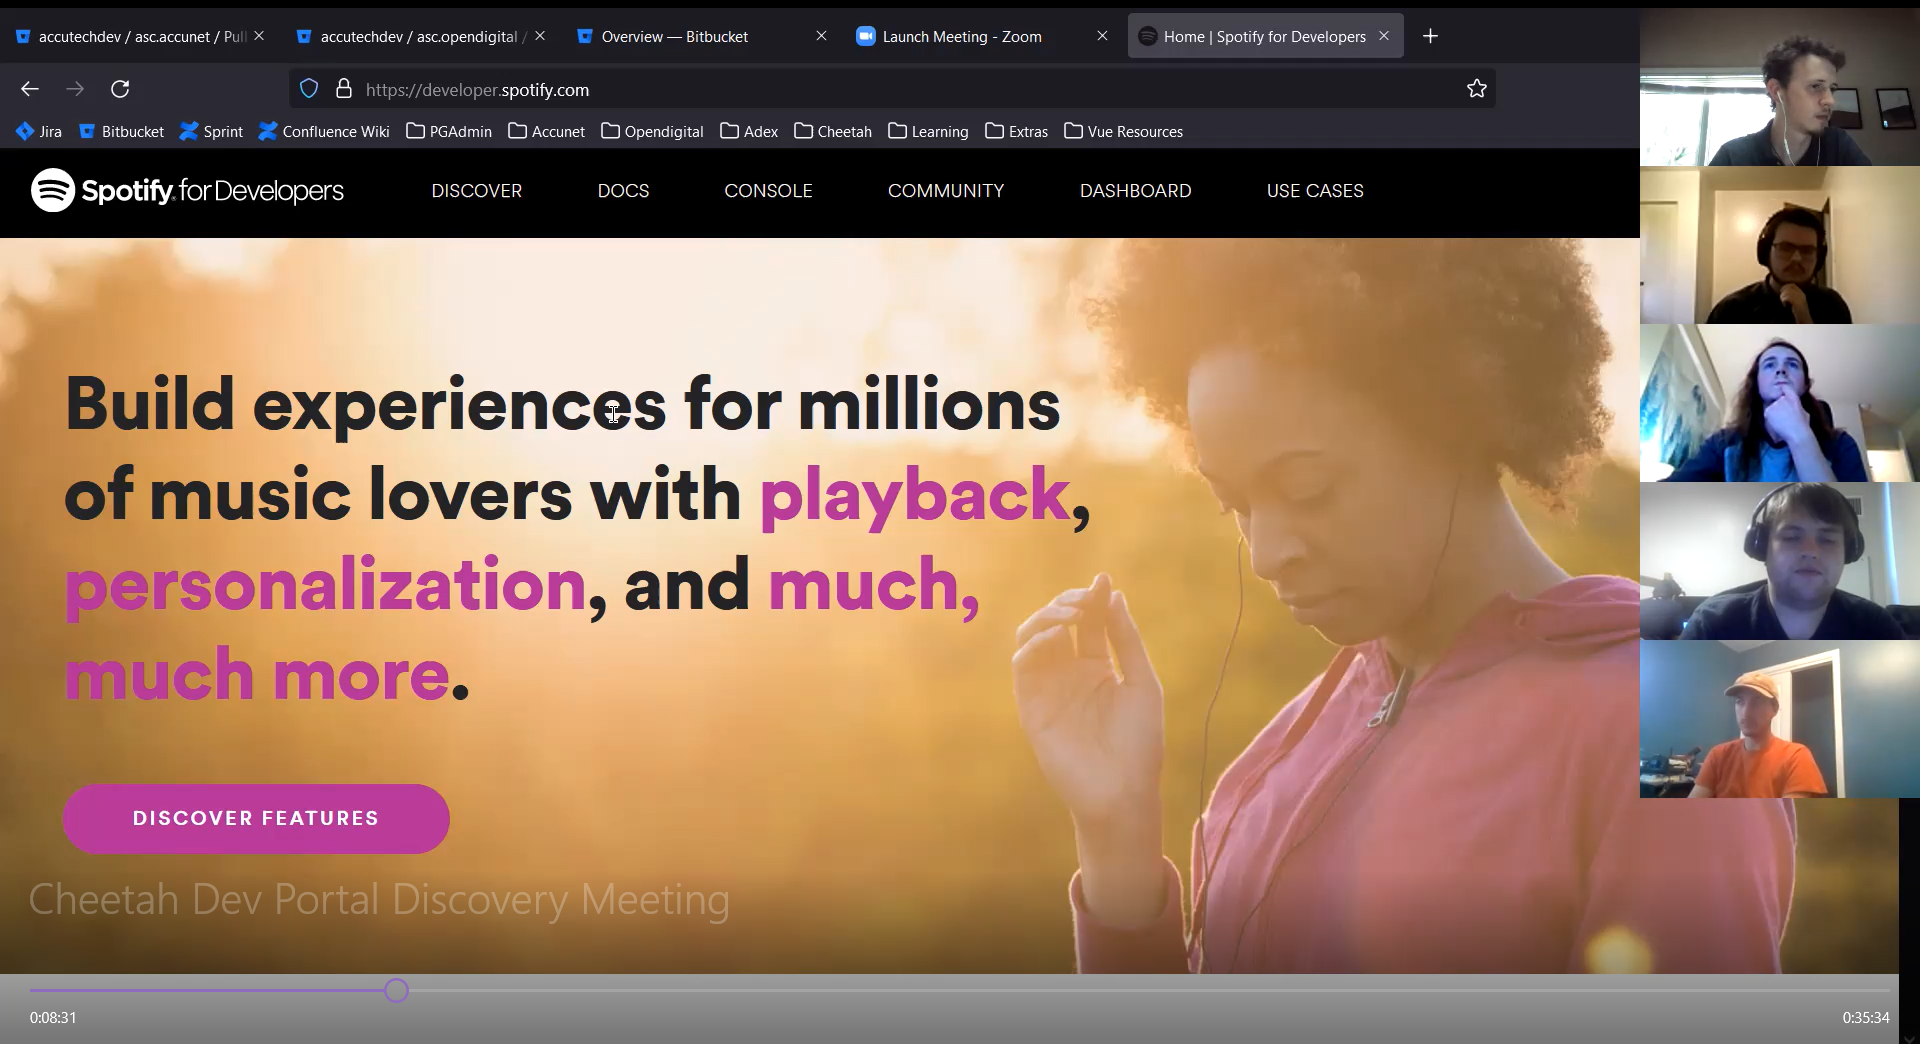 accutechdev / asc.accunet / Pull
accutechdev / asc.opendigital /
Overview — Bitbucket
Launch Meeting - Zoom
Home | Spotify for Developers
https://developer.spotify.com
Jira
Bitbucket
Sprint
Confluence Wiki
PGAdmin
Accunet
Opendigital
Adex
Cheetah
Learning
Extras
Vue Resources
Spotify for Developers
DISCOVER
DOCS
CONSOLE
COMMUNITY
DASHBOARD
USE CASES
Build experiences for millions
of music lovers with playback,
personalization, and much,
much more.
DISCOVER FEATURES
Cheetah Dev Portal Discovery Meeting
0:08:31
0:35:34